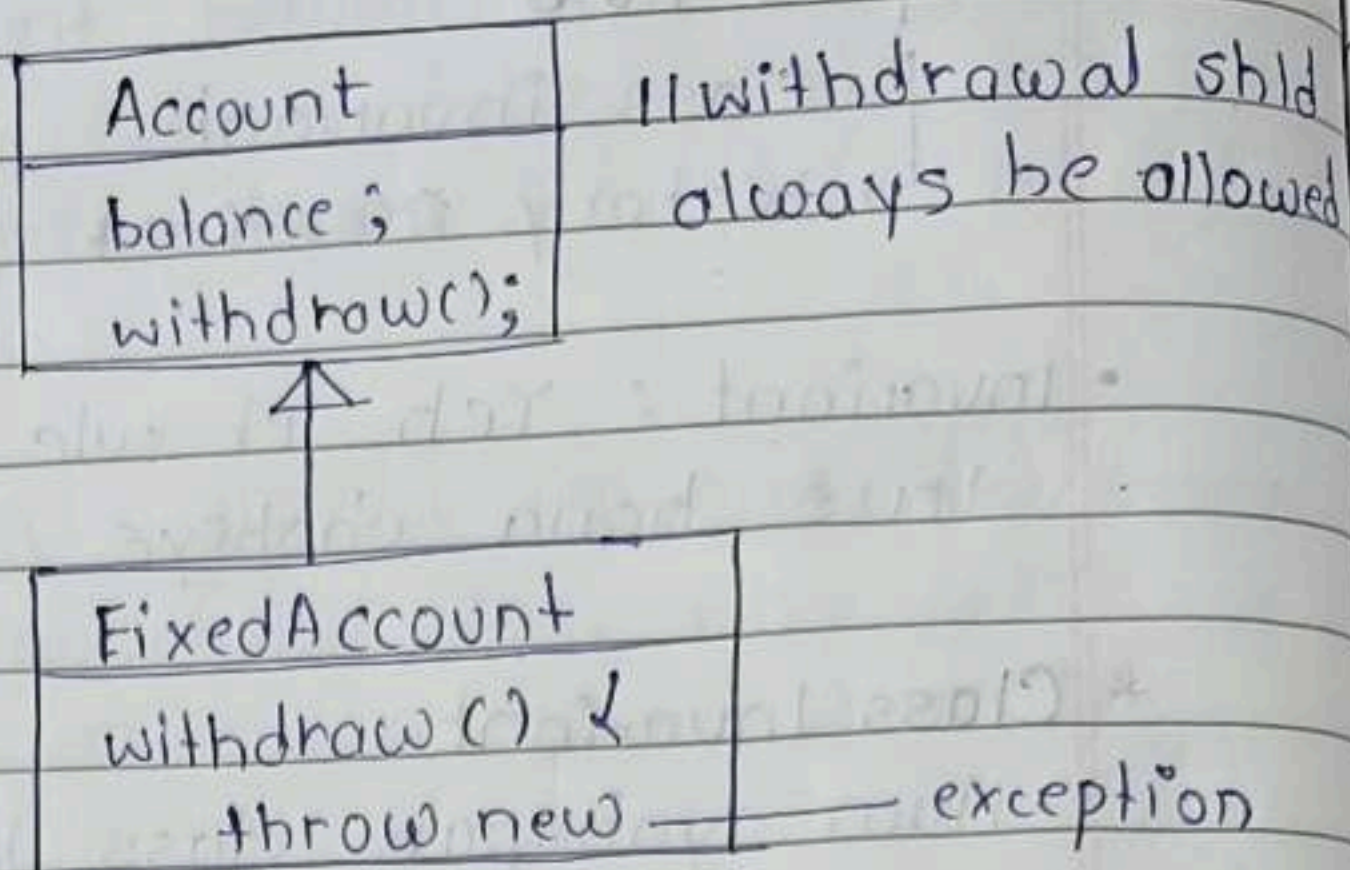 Account
//withdrawal shld
always be allowed
balance;
withdraw();
FixedAccount
withdraw() {
throw new —— exception